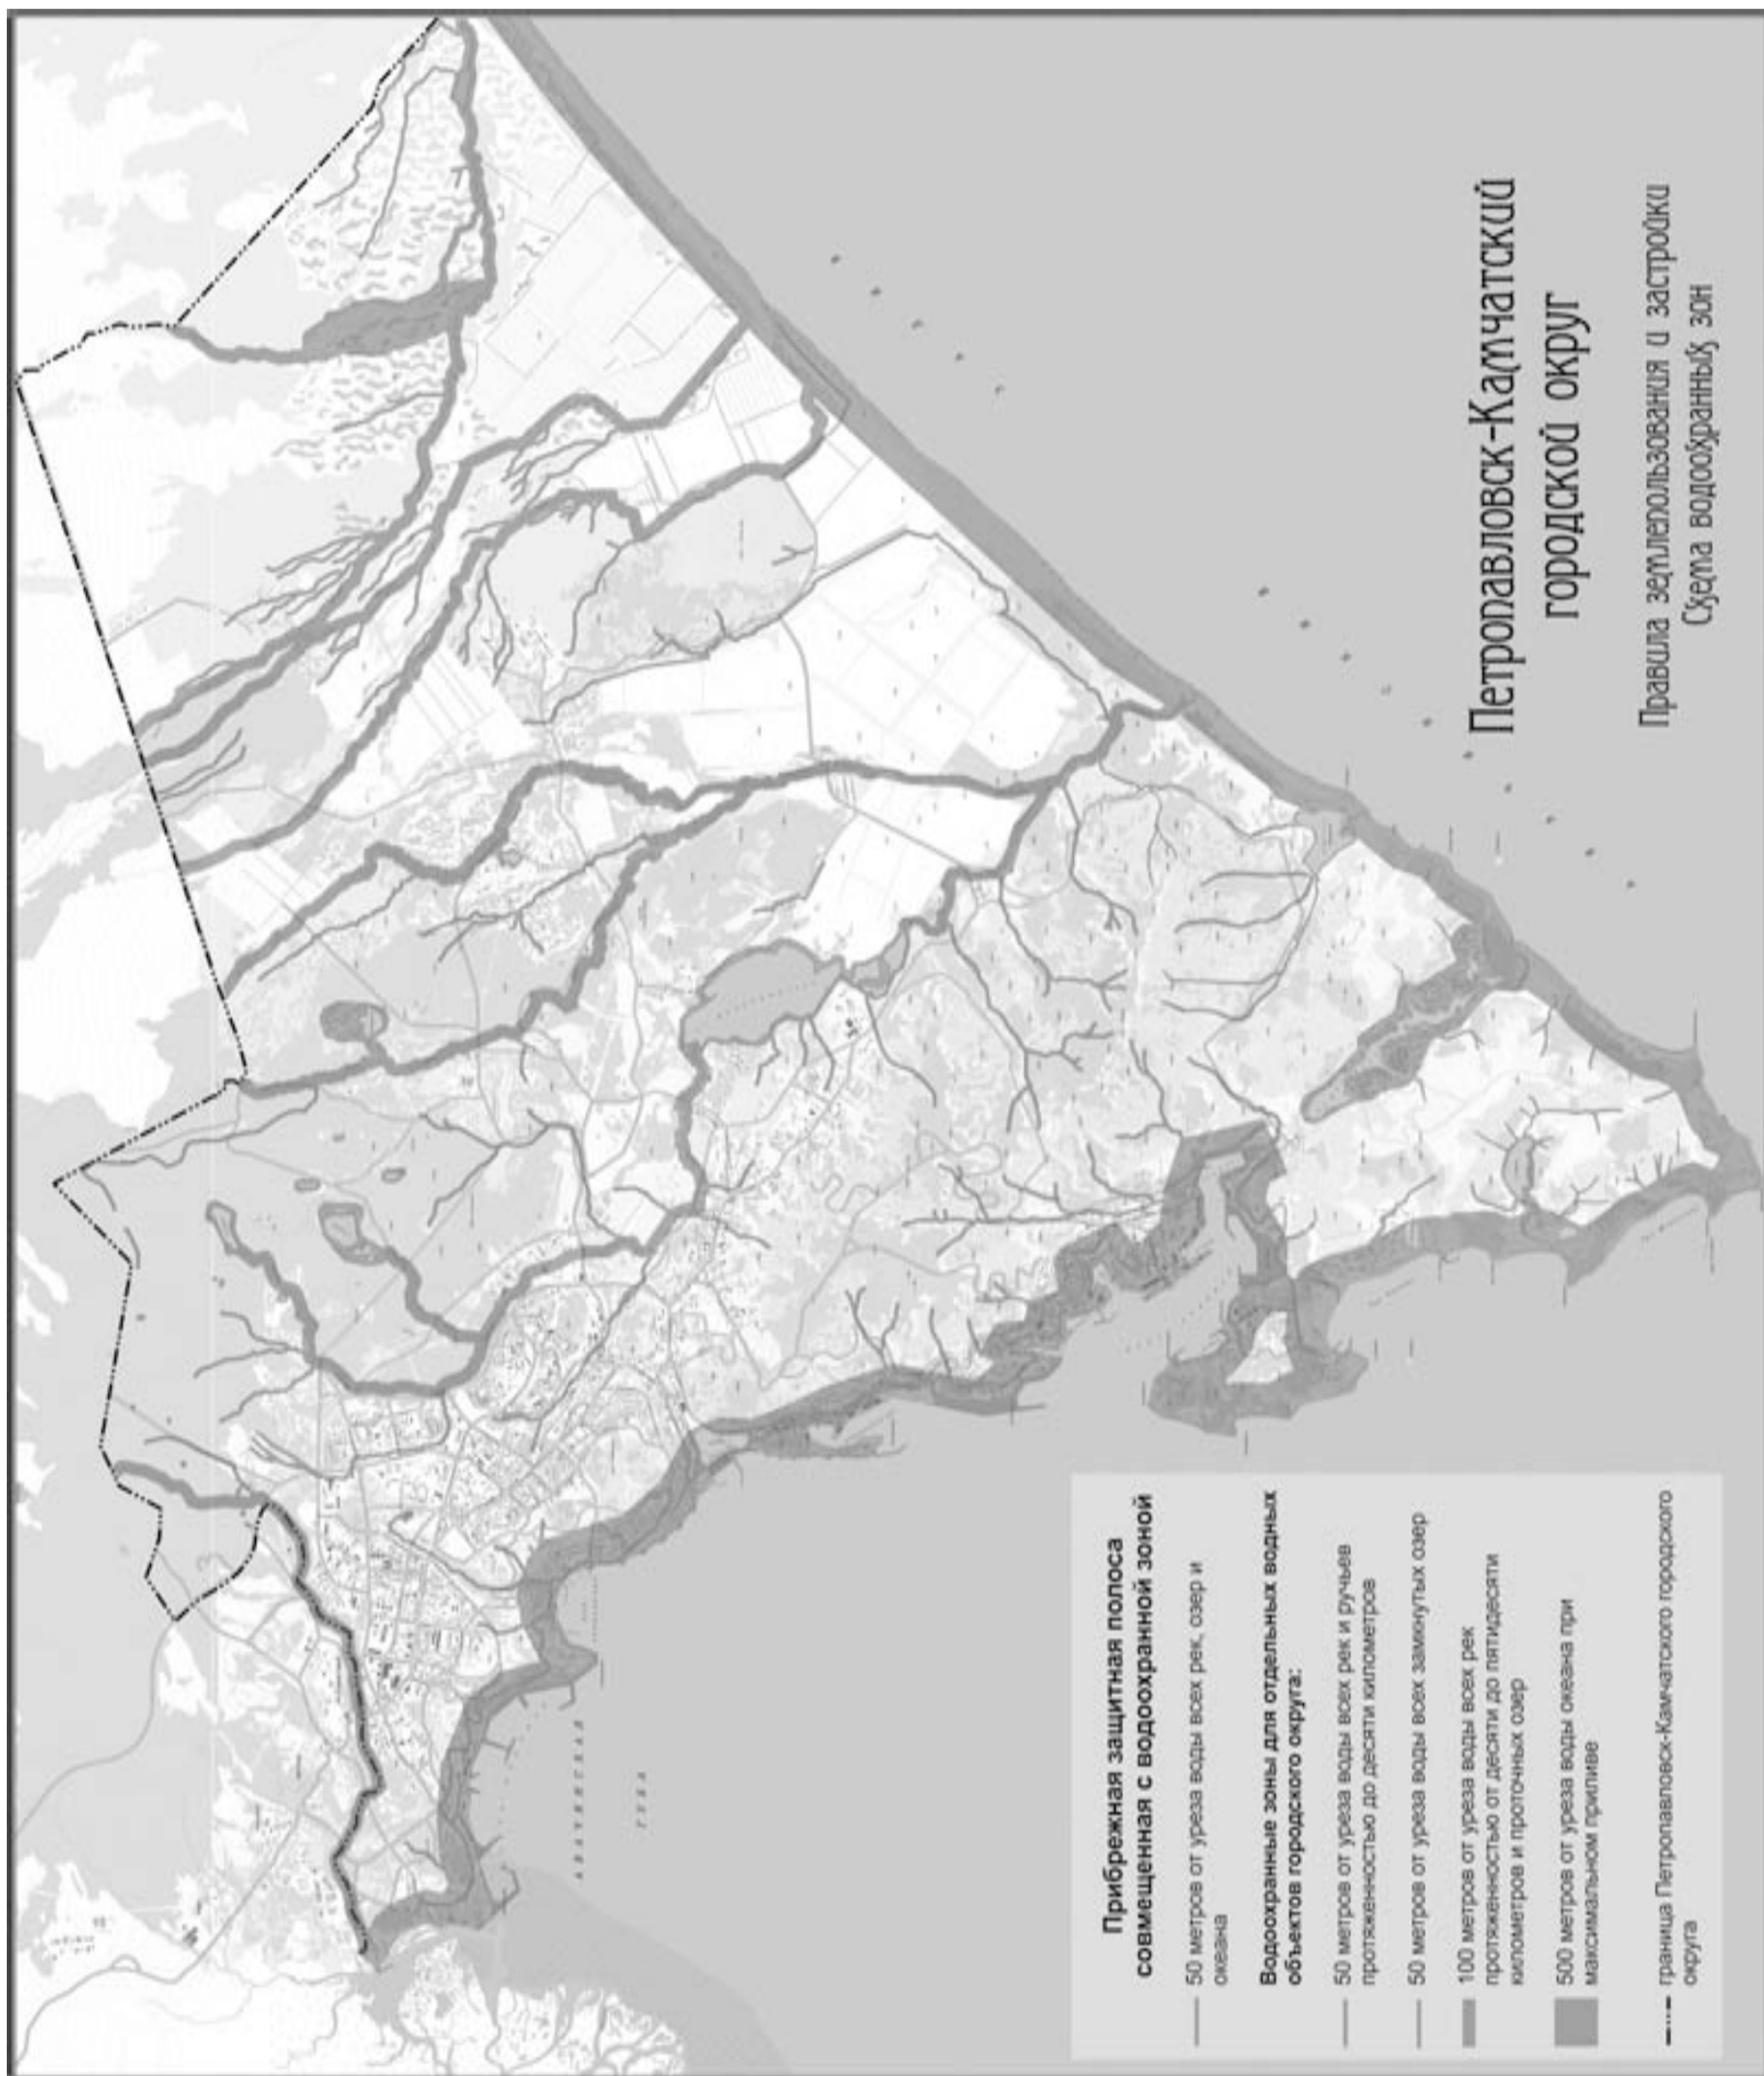 Петропавловск-Камчатский
городской округ
Правила землепользования и застройки
Схема водоохранных зон
АВАЧИНСКАЯ
ГУБА
Прибрежная защитная полоса
совмещенная с водоохранной зоной
50 метров от уреза воды всех рек, озер и
океана
Водоохранные зоны для отдельных водных
объектов городского округа:
50 метров от уреза воды всех рек и ручьев
протяженностью до десяти километров
50 метров от уреза воды всех замкнутых озер
100 метров от уреза воды всех рек
протяженностью от десяти до пятидесяти
километров и проточных озер
500 метров от уреза воды океана при
максимальном приливе
граница Петропавловск-Камчатского городского
округа